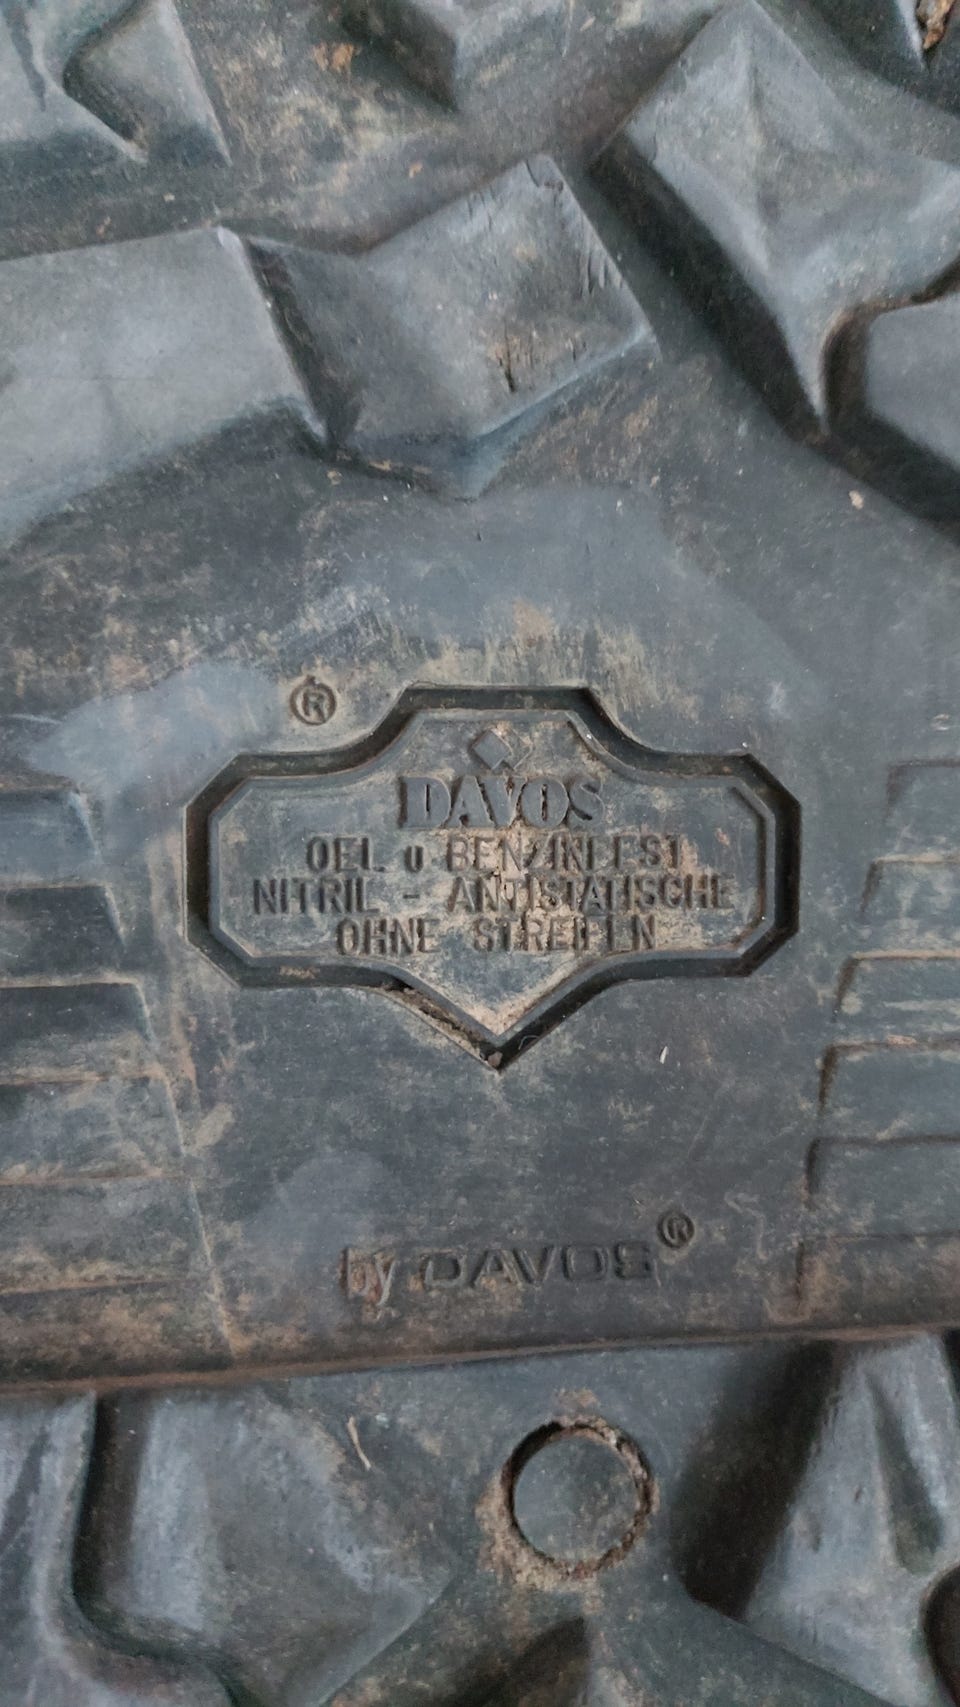 ®
DAVOS
OEL u BENZINFEST
NITRIL - ANTISTATISCHE
OHNE STREIFEN
by DAVOS®